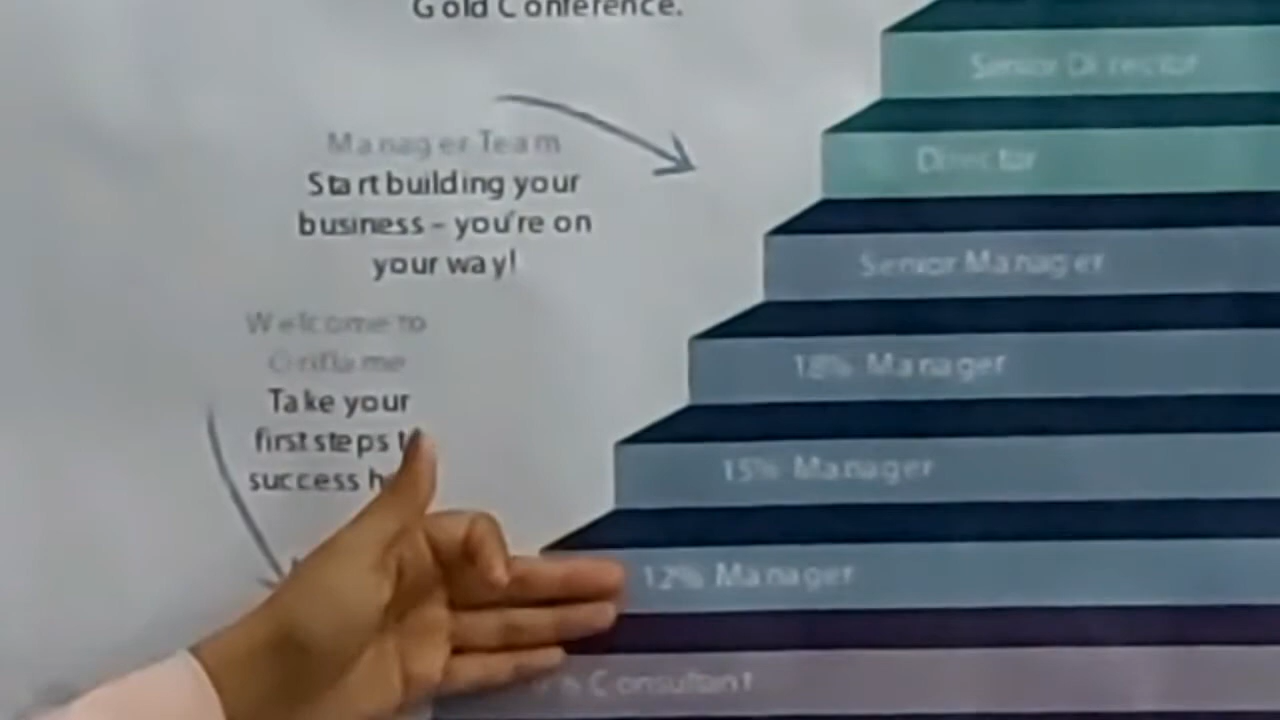 Gold Conference.
Senior Director
Manager Team
Director
Start building your
business – you're on
your way!
Senior Manager
Welcome to
Oriflame
18% Manager
Take your
first steps
15% Manager
success
12% Manager
% Consultant